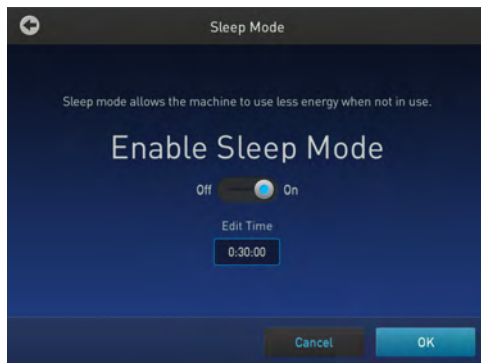 Sleep Mode
Sleep mode allows the machine to use less energy when not in use.
Enable Sleep Mode
Off On
Edit Time
0:30:00
Cancel OK